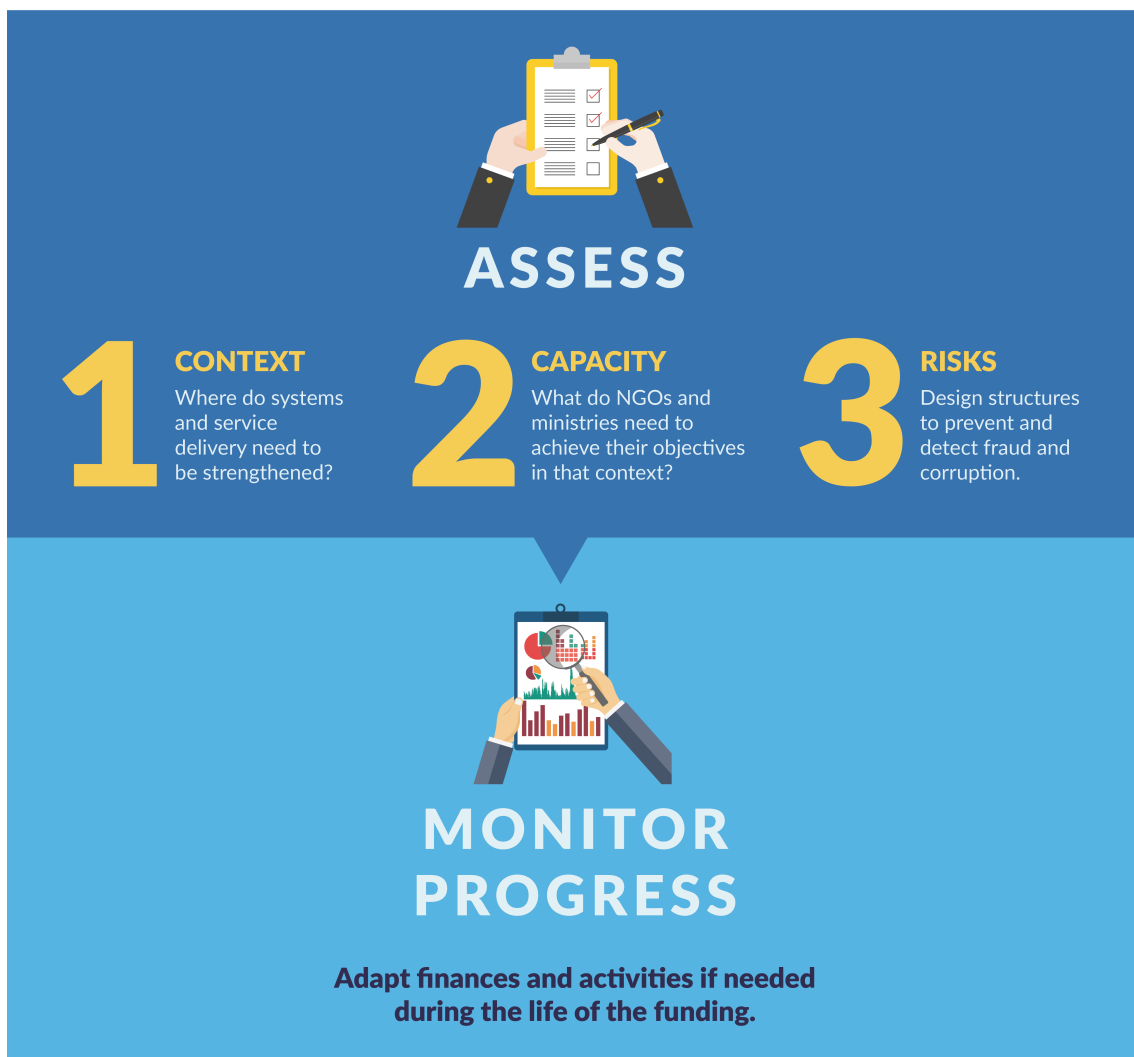 ASSESS
1
CONTEXT
Where do systems
and service
delivery need to
be strengthened?
2
CAPACITY
What do NGOs and
ministries need to
achieve their objectives
in that context?
3
RISKS
Design structures
to prevent and
detect fraud and
corruption.
MONITOR
PROGRESS
Adapt finances and activities if needed
during the life of the funding.